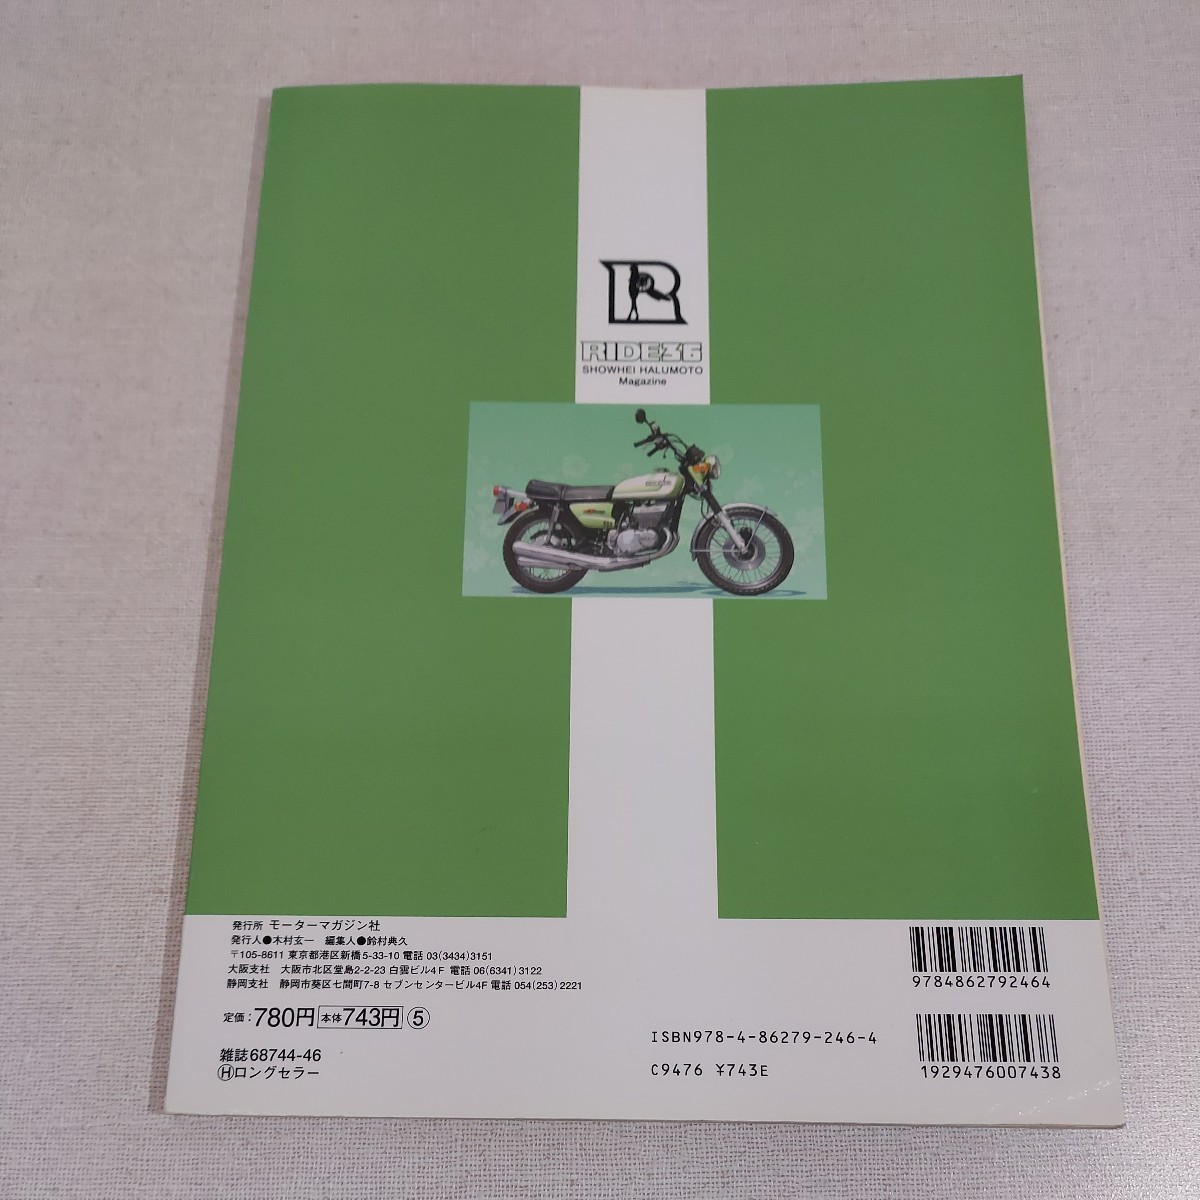 R
RIDE36
SHOWHEI HALUMOTO
Magazine
発行所 モーターマガジン社
発行人●木村玄一 編集人●鈴村典久
〒105-8611 東京都港区新橋5-33-10 電話 03(3434)3151
大阪支社 大阪市北区堂島2-2-23 白雲ビル4F 電話 06(6341)3122
静岡支社 静岡市葵区七間町7-8 セブンセンタービル4F 電話 054(253)2221
定価:780円 本体743円 ⑤
雑誌68744-46
Ⓗロングセラー
ISBN978-4-86279-246-4
C9476 ¥743E
9784862792464
1929476007438